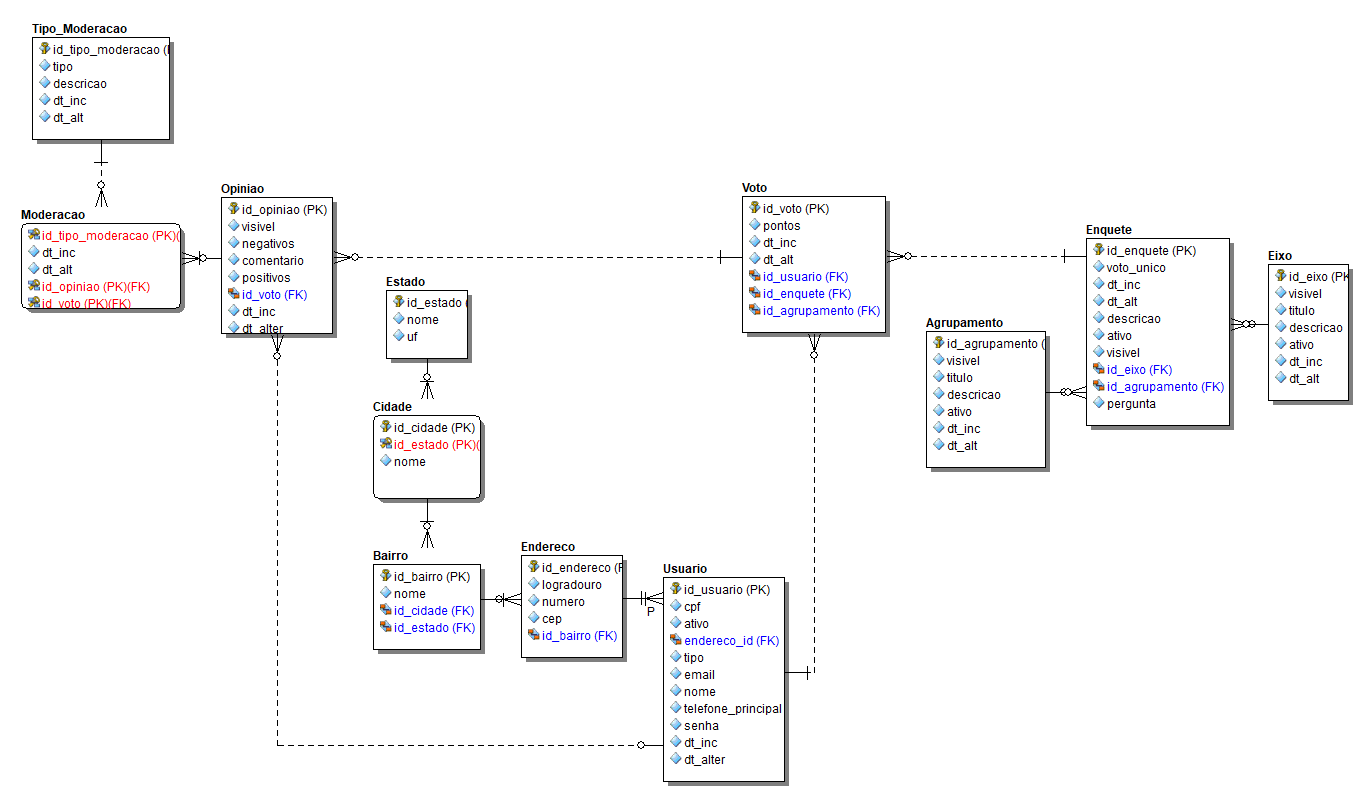 Tipo_Moderacao
id_tipo_moderacao (
tipo
descricao
dt_inc
dt_alt
Moderacao
id_tipo_moderacao (PK)(
dt_inc
dt_alt
id_opiniao (PK)(FK)
id_voto (PK)(FK)
Opiniao
id_opiniao (PK)
visivel
negativos
comentario
positivos
id_voto (FK)
dt_inc
dt_alter
Estado
id_estado (
nome
uf
Cidade
id_cidade (PK)
id_estado (PK)(
nome
Bairro
id_bairro (PK)
nome
id_cidade (FK)
id_estado (FK)
Endereco
id_endereco (F
logradouro
numero
cep
id_bairro (FK)
P
Usuario
id_usuario (PK)
cpf
ativo
endereco_id (FK)
tipo
email
nome
telefone_principal
senha
dt_inc
dt_alter
Voto
id_voto (PK)
pontos
dt_inc
dt_alt
id_usuario (FK)
id_enquete (FK)
id_agrupamento (FK)
Agrupamento
id_agrupamento (
visivel
titulo
descricao
ativo
dt_inc
dt_alt
Enquete
id_enquete (PK)
voto_unico
dt_inc
dt_alt
descricao
ativo
visivel
id_eixo (FK)
id_agrupamento (FK)
pergunta
Eixo
id_eixo (PK
visivel
titulo
descricao
ativo
dt_inc
dt_alt